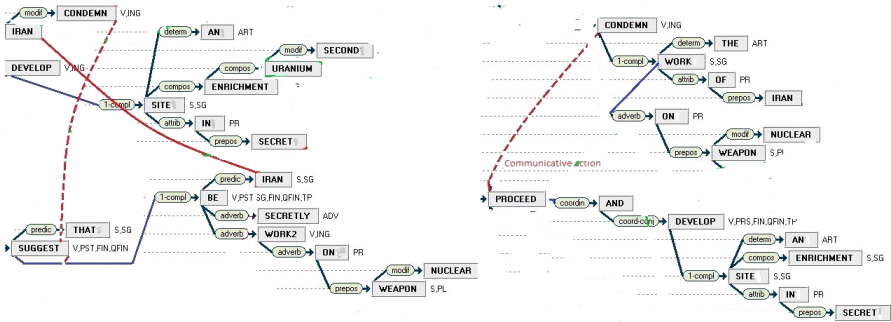 modif CONDEMN V,ING
IRAN
determ AN ART
modif SECOND
DEVELOP V,ING
compos URANIUM
compos ENRICHMENT
1-compl SITE S,SG
attrib IN PR
prepos SECRET
predic IRAN S,SG
1-compl BE V,PST SG,FIN,QFIN,TP
adverb SECRETLY ADV
predic THAT S,SG
adverb WORK2 V,ING
SUGGEST V,PST,FIN,QFIN
adverb ON PR
modif NUCLEAR
prepos WEAPON S,PL
CONDEMN V,ING
determ THE ART
1-compl WORK S,SG
attrib OF PR
prepos IRAN
adverb ON PR
modif NUCLEAR
prepos WEAPON S,Pl
Communicative action
PROCEED coordin AND
coord-conj DEVELOP V,PRS,FIN,QFIN,TP
determ AN ART
compos ENRICHMENT S,SG
1-compl SITE S,SG
attrib IN PR
prepos SECRET